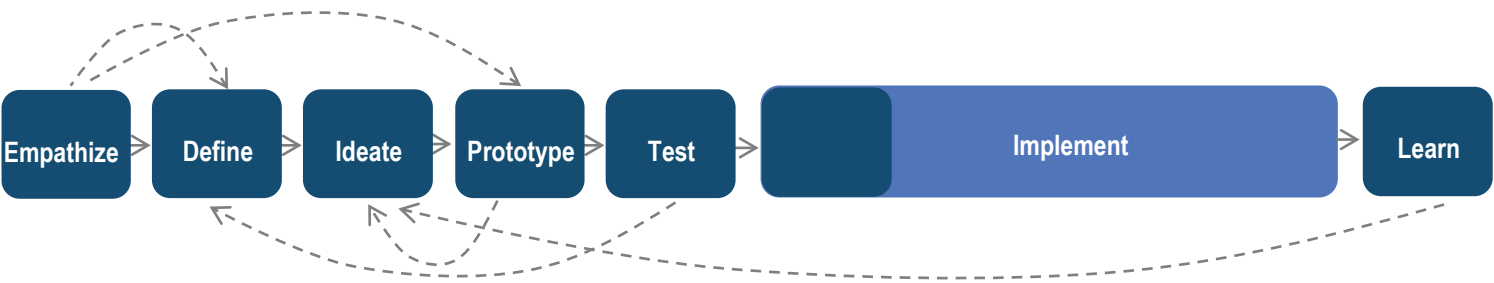 Empathize
Define
Ideate
Prototype
Test
Implement
Learn